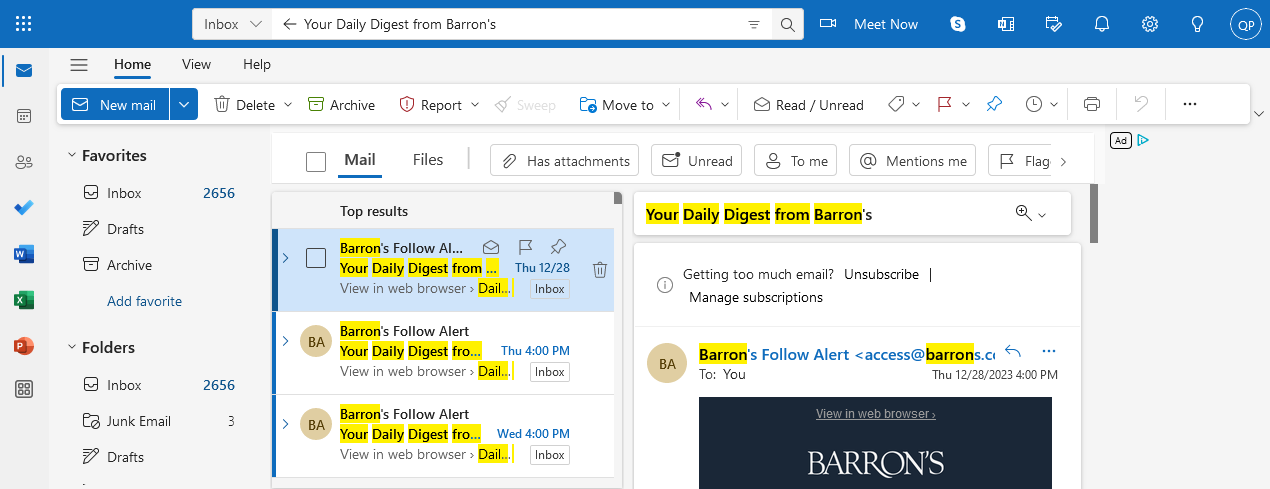 Inbox
Your Daily Digest from Barron's
Meet Now
QP
Home View Help
New mail Delete Archive Report Sweep Move to Read / Unread
Ad
Favorites
Inbox 2656
Drafts
Archive
Add favorite
Folders
Inbox 2656
Junk Email 3
Drafts
Mail Files Has attachments Unread To me Mentions me Flagg
Top results
Barron's Follow Al...
Your Daily Digest from ... Thu 12/28
View in web browser › Dail... Inbox
BA
Barron's Follow Alert
Your Daily Digest fro... Thu 4:00 PM
View in web browser › Dail... Inbox
BA
Barron's Follow Alert
Your Daily Digest fro... Wed 4:00 PM
View in web browser › Dail... Inbox
Your Daily Digest from Barron's
Getting too much email? Unsubscribe |
Manage subscriptions
BA
Barron's Follow Alert <access@barrons.co
To: You Thu 12/28/2023 4:00 PM
View in web browser ›
BARRON'S